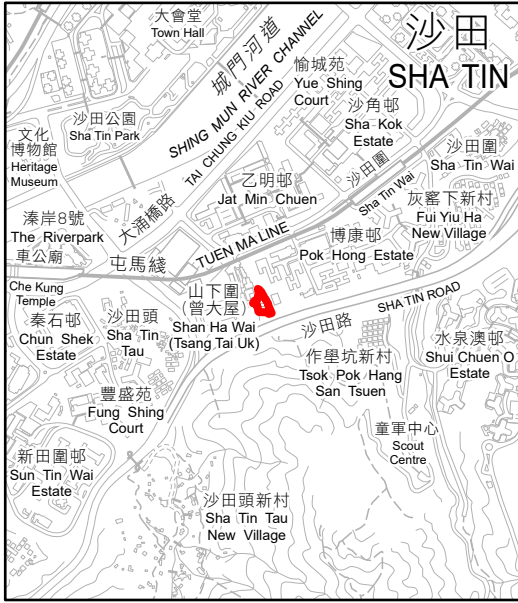 大會堂
Town Hall
沙田
SHA TIN
城門河道
SHING MUN RIVER CHANNEL
愉城苑
Yue Shing
Court
沙田公園
Sha Tin Park
TAI CHUNG KIU ROAD
沙角邨
Sha Kok
Estate
文化
博物館
Heritage
Museum
沙田圍
Sha Tin Wai
沙田圍
Sha Tin Wai
乙明邨
Jat Min Chuen
大涌橋路
灰窰下新村
Fui Yiu Ha
New Village
溱岸8號
The Riverpark
車公廟
Che Kung
Temple
屯馬綫
TUEN MA LINE
博康邨
Pok Hong Estate
山下圍
(曾大屋)
Shan Ha Wai
(Tsang Tai Uk)
沙田路
SHA TIN ROAD
秦石邨
Chun Shek
Estate
沙田頭
Sha Tin
Tau
作壆坑新村
Tsok Pok Hang
San Tsuen
水泉澳邨
Shui Chuen O
Estate
豐盛苑
Fung Shing
Court
童軍中心
Scout
Centre
新田圍邨
Sun Tin Wai
Estate
沙田頭新村
Sha Tin Tau
New Village